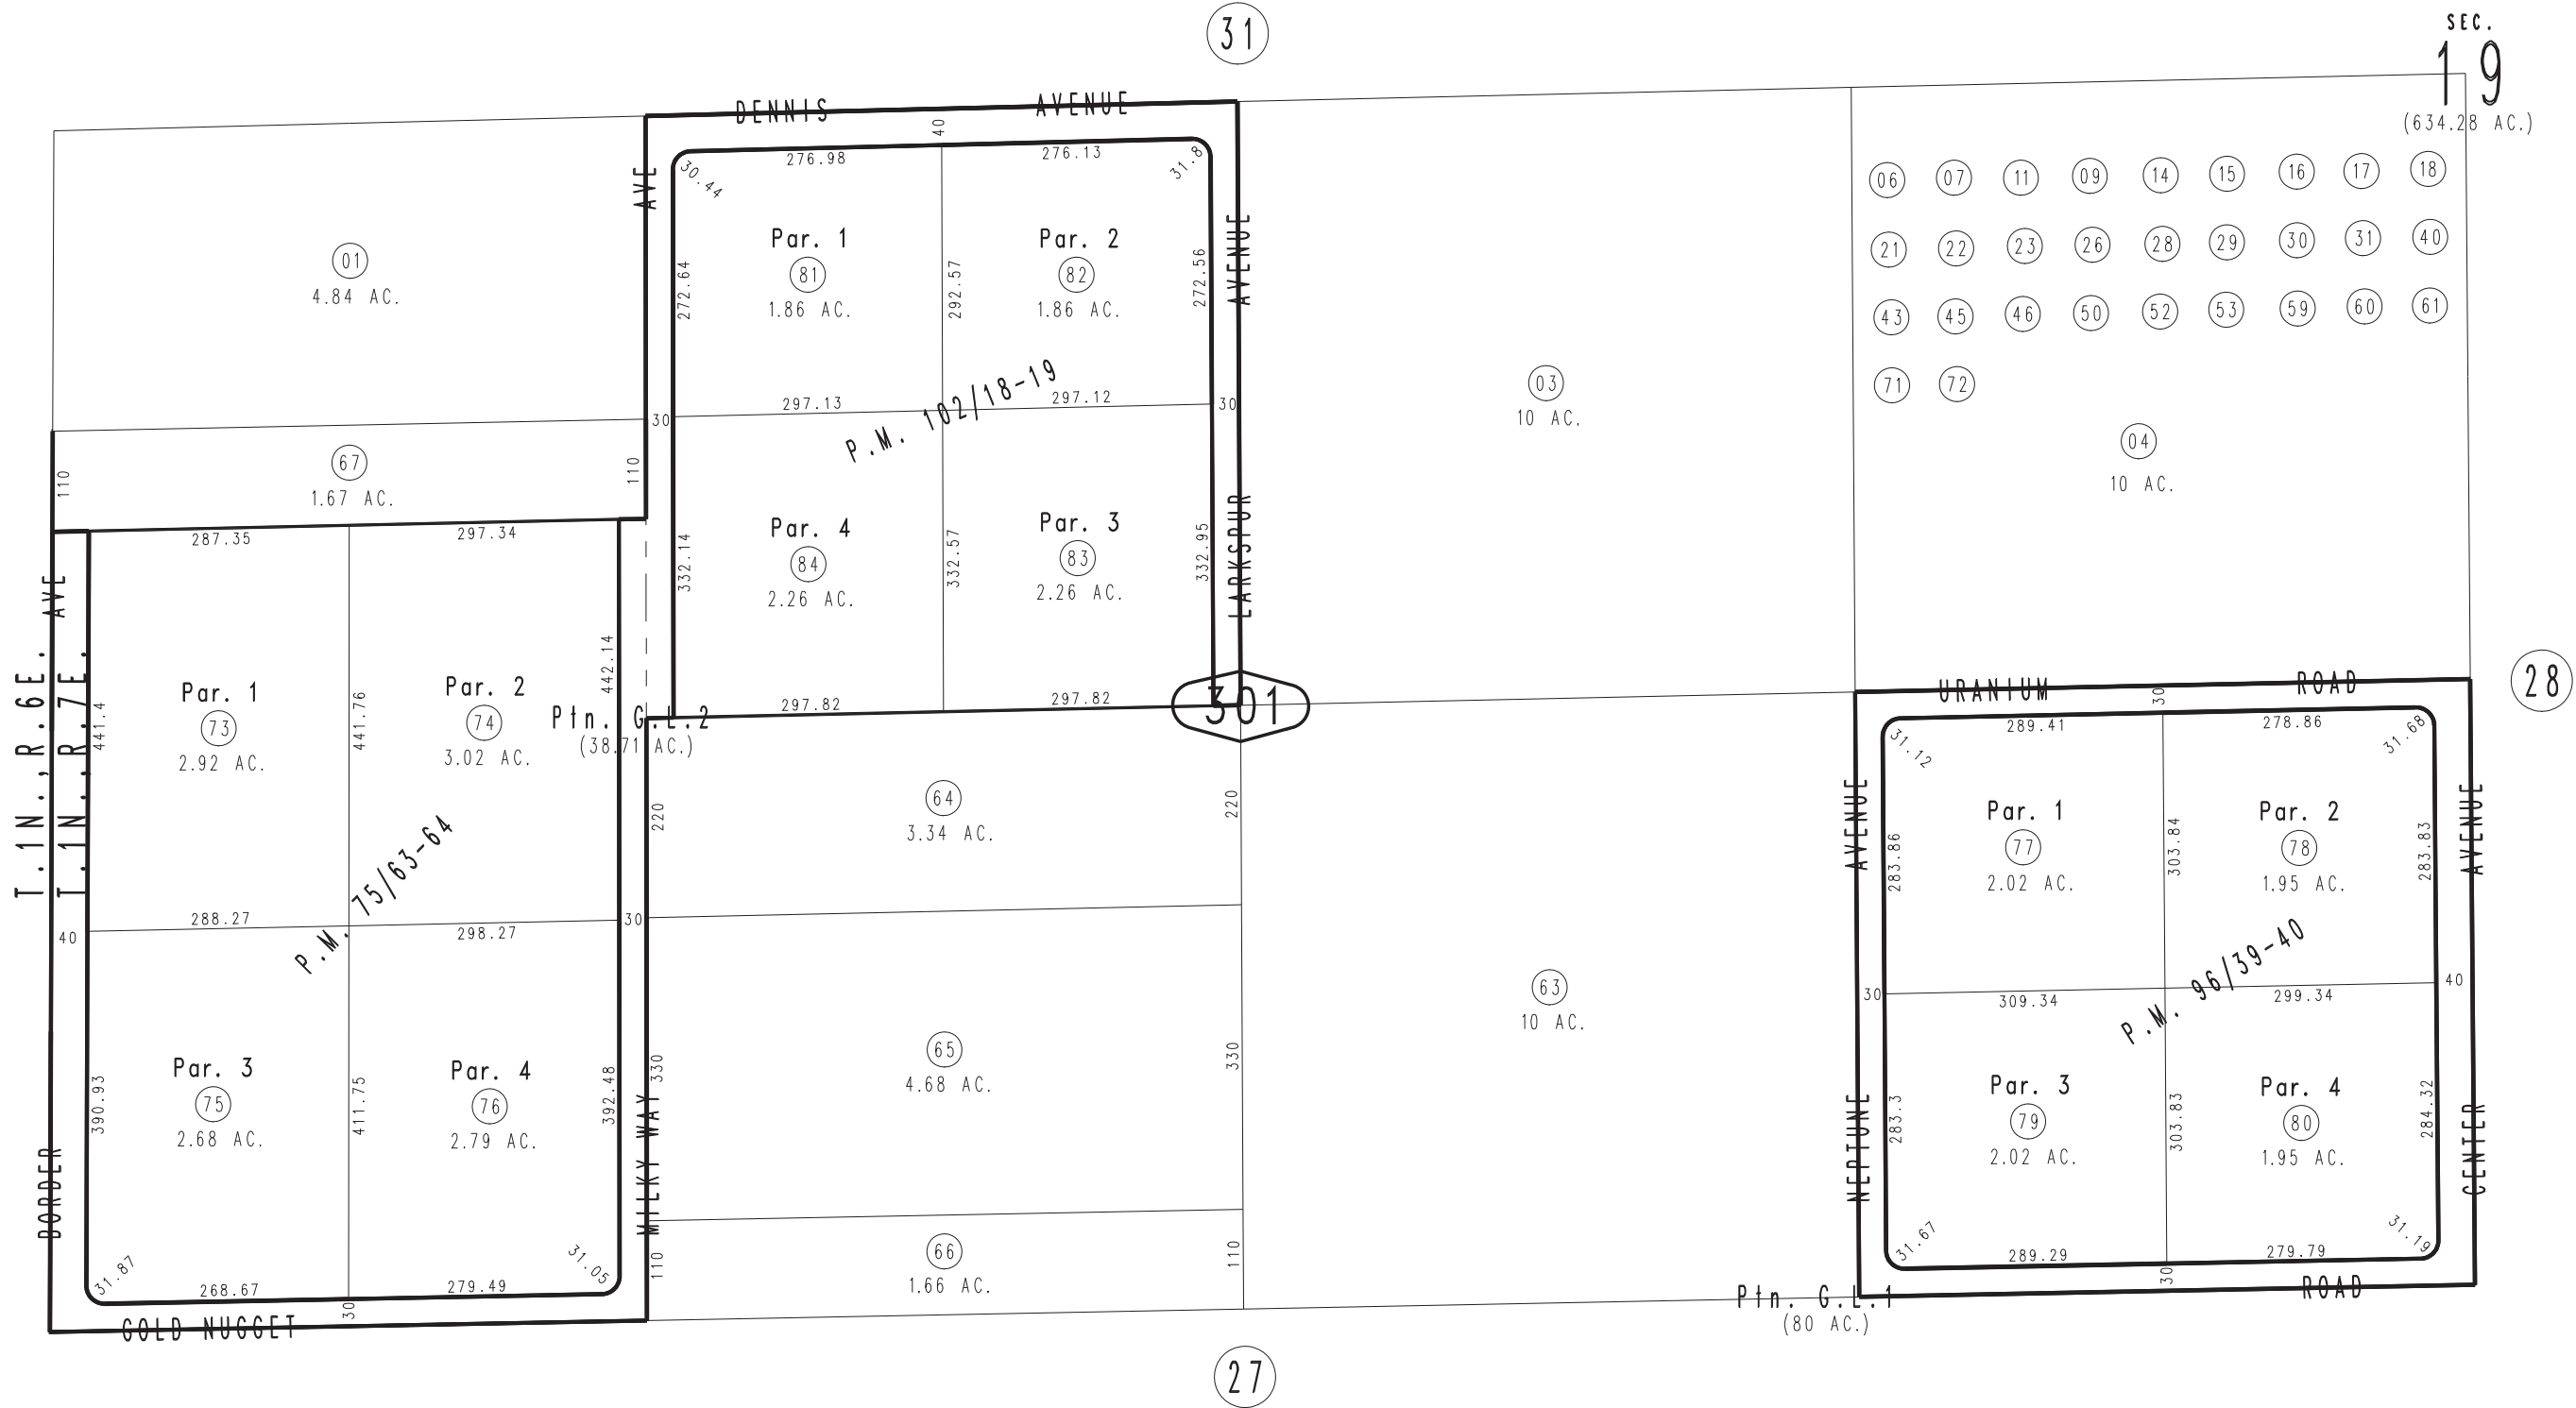 31
SEC.
19
(634.28 AC.)
DENNIS AVENUE
40
276.98
276.13
30.44
31.8
AVE
AVENUE
01
4.84 AC.
Par. 1
81
1.86 AC.
Par. 2
82
1.86 AC.
272.64
292.57
272.56
06 07 11 09 14 15 16 17 18
21 22 23 26 28 29 30 31 40
43 45 46 50 52 53 59 60 61
71 72
03
10 AC.
04
10 AC.
P.M. 102/18-19
297.13
297.12
30
30
110
67
1.67 AC.
110
287.35
297.34
Par. 4
84
2.26 AC.
Par. 3
83
2.26 AC.
332.14
332.57
332.95
LARKSPUR
297.82
297.82
301
AVE
T.1N.,R.6E.
T.1N.,R.7E.
441.4
Par. 1
73
2.92 AC.
441.76
Par. 2
74
3.02 AC.
442.14
Ptn. G.L.2
(38.71 AC.)
P.M. 75/63-64
288.27
298.27
40
30
220
64
3.34 AC.
220
BORDER
390.93
Par. 3
75
2.68 AC.
411.75
Par. 4
76
2.79 AC.
392.48
MILKY WAY
330
65
4.68 AC.
330
63
10 AC.
110
66
1.66 AC.
110
31.87
31.05
268.67
279.49
30
GOLD NUGGET
URANIUM ROAD
30
28
289.41
278.86
31.12
31.68
AVENUE
AVENUE
283.86
Par. 1
77
2.02 AC.
303.84
Par. 2
78
1.95 AC.
283.83
P.M. 96/39-40
30
309.34
299.34
40
NEPTUNE
283.3
Par. 3
79
2.02 AC.
303.83
Par. 4
80
1.95 AC.
284.32
CENTER
31.67
31.19
289.29
279.79
30
ROAD
Ptn. G.L.1
(80 AC.)
27